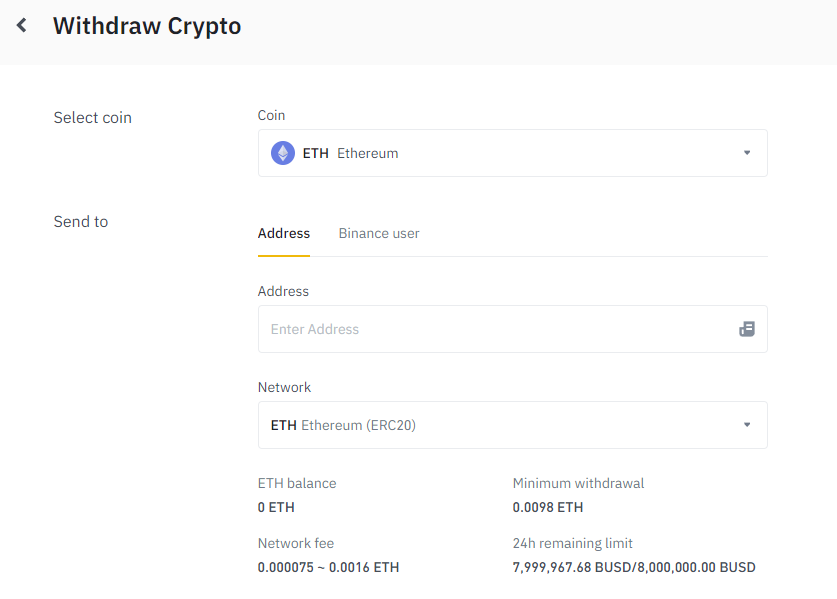 Withdraw Crypto
Select coin
Coin
ETH Ethereum
Send to
Address Binance user
Address
Enter Address
Network
ETH Ethereum (ERC20)
ETH balance Minimum withdrawal
0 ETH 0.0098 ETH
Network fee 24h remaining limit
0.000075 ~ 0.0016 ETH 7,999,967.68 BUSD/8,000,000.00 BUSD